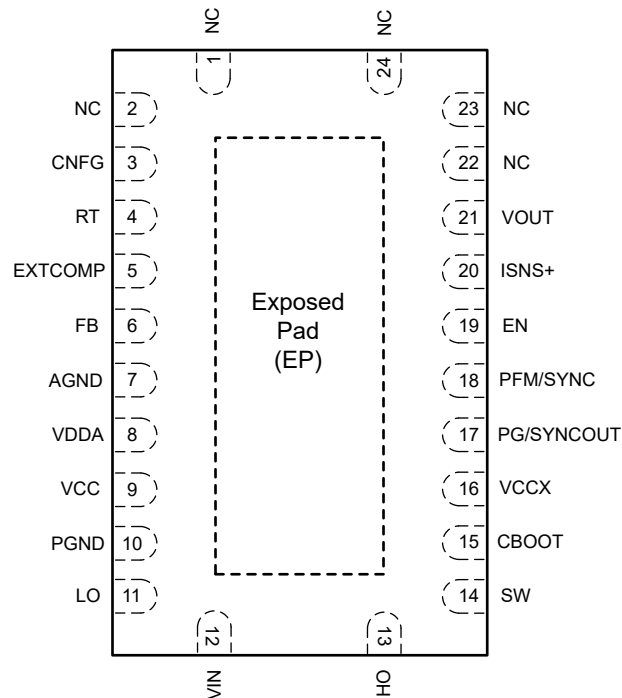 NC
NC
1
24
NC 2
23 NC
CNFG 3
22 NC
RT 4
21 VOUT
EXTCOMP 5
20 ISNS+
FB 6
19 EN
AGND 7
18 PFM/SYNC
VDDA 8
17 PG/SYNCOUT
VCC 9
16 VCCX
PGND 10
15 CBOOT
LO 11
14 SW
Exposed
Pad
(EP)
12
13
VIN
HO